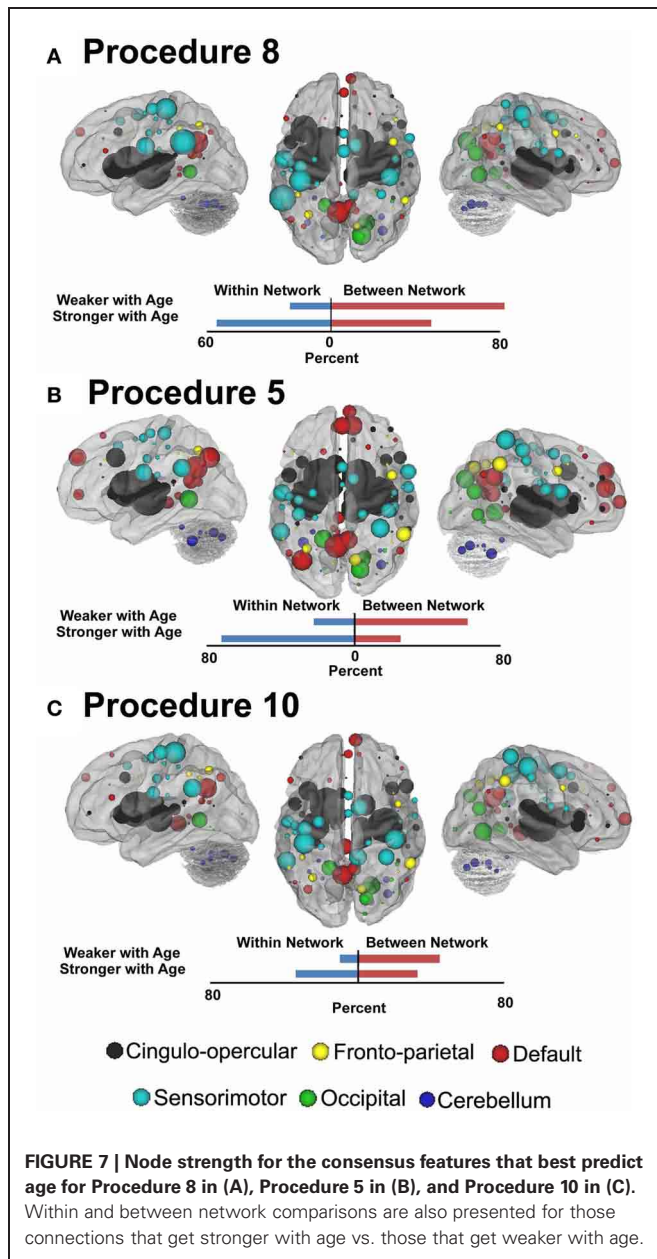 A Procedure 8
Within Network Between Network
Weaker with Age
Stronger with Age
60 0 80
Percent
B Procedure 5
Within Network Between Network
Weaker with Age
Stronger with Age
80 0 80
Percent
C Procedure 10
Within Network Between Network
Weaker with Age
Stronger with Age
80 80
Percent
Cingulo-opercular Fronto-parietal Default
Sensorimotor Occipital Cerebellum
FIGURE 7 | Node strength for the consensus features that best predict
age for Procedure 8 in (A), Procedure 5 in (B), and Procedure 10 in (C).
Within and between network comparisons are also presented for those
connections that get stronger with age vs. those that get weaker with age.